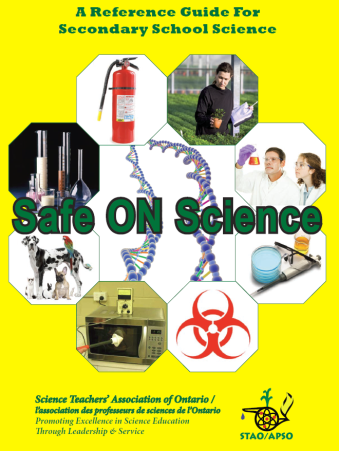 A Reference Guide For
Secondary School Science
Safe ON Science
Science Teachers' Association of Ontario /
l'association des professeurs de sciences de l'Ontario
Promoting Excellence in Science Education
Through Leadership & Service
STAO/APSO